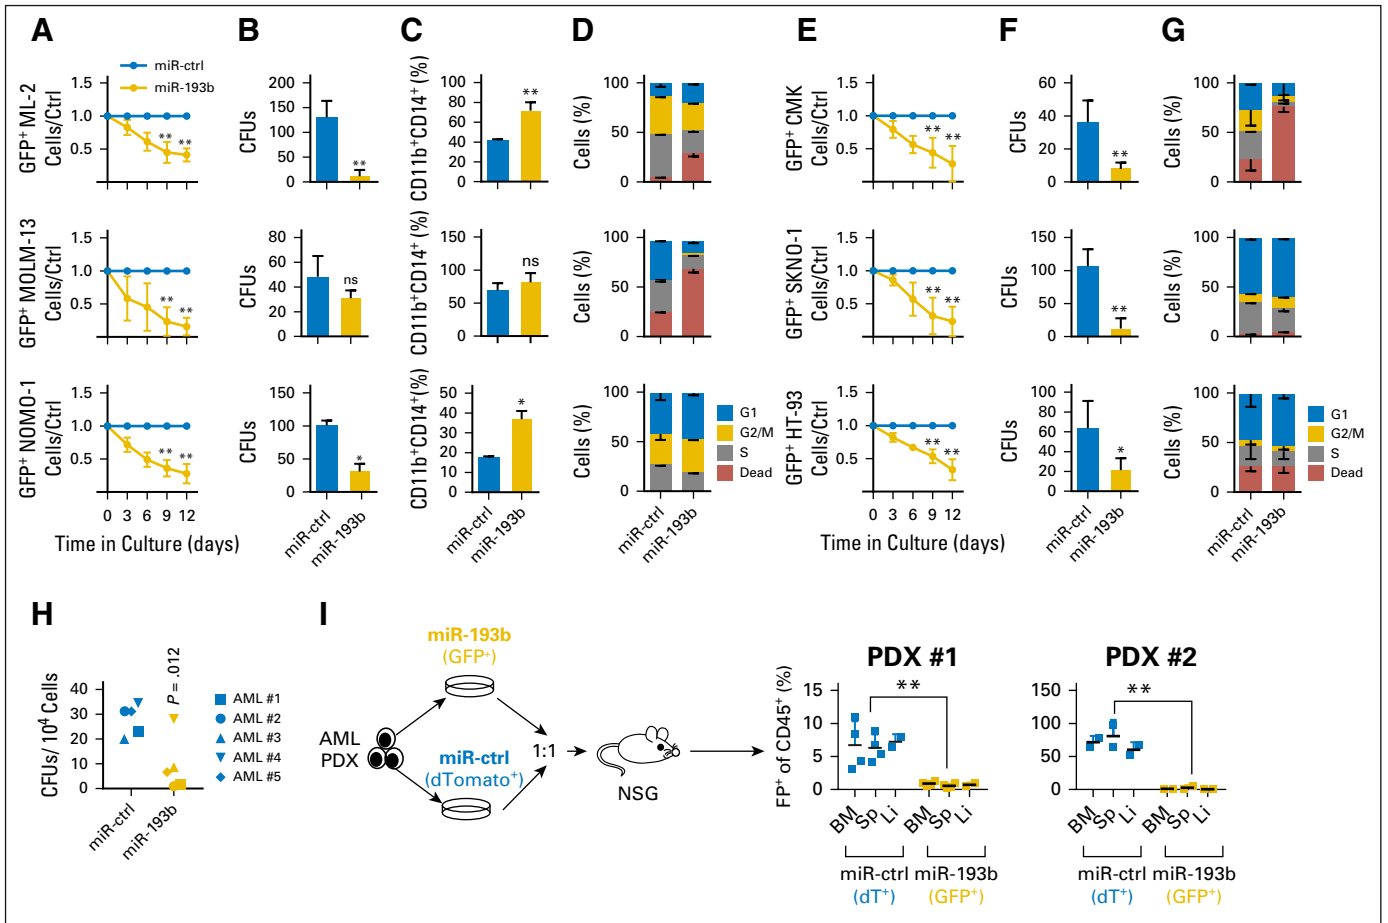 A
B
C
D
E
F
G
miR-ctrl
miR-193b
GFP⁺ ML-2
Cells/Ctrl
1.5
1.0
0.5
CFUs
200
150
100
50
0
**
**
**
CD11b⁺CD14⁺ (%)
100
80
60
40
20
0
**
Cells (%)
100
50
0
GFP⁺ CMK
Cells/Ctrl
1.5
1.0
0.5
**
**
CFUs
60
40
20
0
**
Cells (%)
100
50
0
GFP⁺ MOLM-13
Cells/Ctrl
1.5
1.0
0.5
**
**
CFUs
80
60
40
20
0
ns
CD11b⁺CD14⁺ (%)
150
100
50
0
ns
Cells (%)
100
50
0
GFP⁺ SKNO-1
Cells/Ctrl
1.5
1.0
0.5
**
**
CFUs
150
100
50
0
**
Cells (%)
100
50
0
GFP⁺ NOMO-1
Cells/Ctrl
1.5
1.0
0.5
**
**
0 3 6 9 12
Time in Culture (days)
CFUs
150
100
50
0
*
miR-ctrl
miR-193b
CD11b⁺CD14⁺ (%)
50
40
30
20
10
0
*
miR-ctrl
miR-193b
Cells (%)
100
50
0
miR-ctrl
miR-193b
G1
G2/M
S
Dead
GFP⁺ HT-93
Cells/Ctrl
1.5
1.0
0.5
**
**
0 3 6 9 12
Time in Culture (days)
CFUs
100
80
60
40
20
0
*
miR-ctrl
miR-193b
Cells (%)
100
50
0
miR-ctrl
miR-193b
G1
G2/M
S
Dead
H
CFUs/10⁴ Cells
40
30
20
10
0
P = .012
miR-ctrl
miR-193b
AML #1
AML #2
AML #3
AML #4
AML #5
I
miR-193b
(GFP⁺)
AML
PDX
miR-ctrl
(dTomato⁺)
1:1
NSG
PDX #1
FP⁺ of CD45⁺ (%)
15
10
5
0
**
BM Sp Li BM Sp Li
miR-ctrl miR-193b
(dT⁺) (GFP⁺)
PDX #2
150
100
50
0
**
BM Sp Li BM Sp Li
miR-ctrl miR-193b
(dT⁺) (GFP⁺)